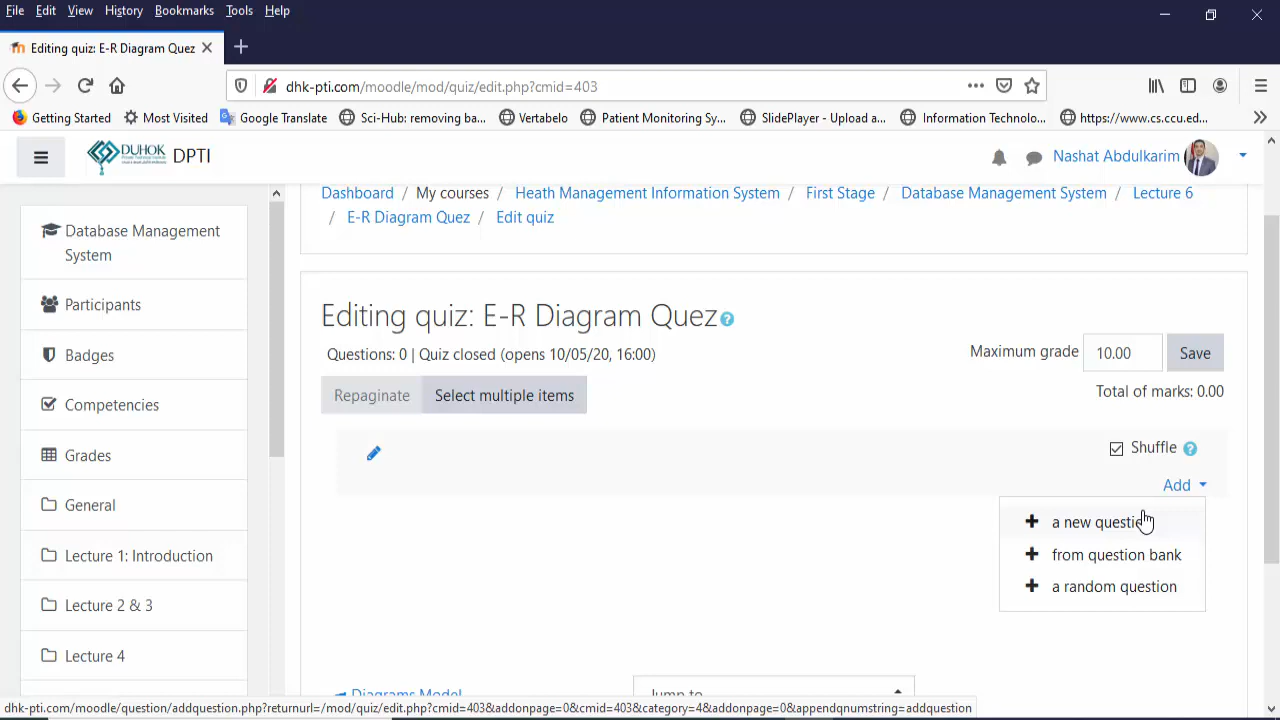 File Edit View History Bookmarks Tools Help
Editing quiz: E-R Diagram Quez
dhk-pti.com/moodle/mod/quiz/edit.php?cmid=403
Getting Started Most Visited Google Translate Sci-Hub: removing ba... Vertabelo Patient Monitoring Sy... SlidePlayer - Upload a... Information Technolo... https://www.cs.ccu.ed...
DUHOK DPTI Nashat Abdulkarim
Dashboard / My courses / Heath Management Information System / First Stage / Database Management System / Lecture 6
/ E-R Diagram Quez / Edit quiz
Database Management
System
Participants
Badges
Competencies
Grades
General
Lecture 1: Introduction
Lecture 2 & 3
Lecture 4
Editing quiz: E-R Diagram Quez
Questions: 0 | Quiz closed (opens 10/05/20, 16:00)
Maximum grade 10.00 Save
Total of marks: 0.00
Repaginate Select multiple items
Shuffle
Add
a new questi
from question bank
a random question
Diagrams Model Jump to...
dhk-pti.com/moodle/question/addquestion.php?returnurl=/mod/quiz/edit.php?cmid=403&addonpage=0&cmid=403&category=4&addonpage=0&appendqnumstring=addquestion